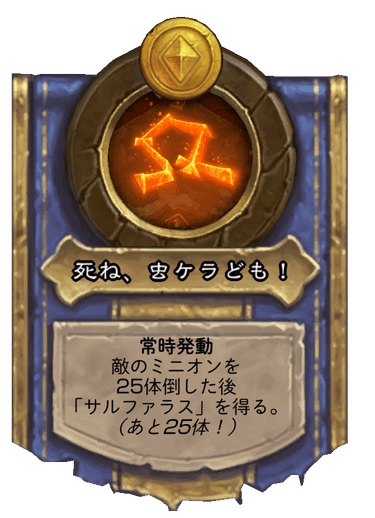 死ね、虫ケラども！
常時発動
敵のミニオンを
25体倒した後
「サルファラス」を得る。
（あと25体！）